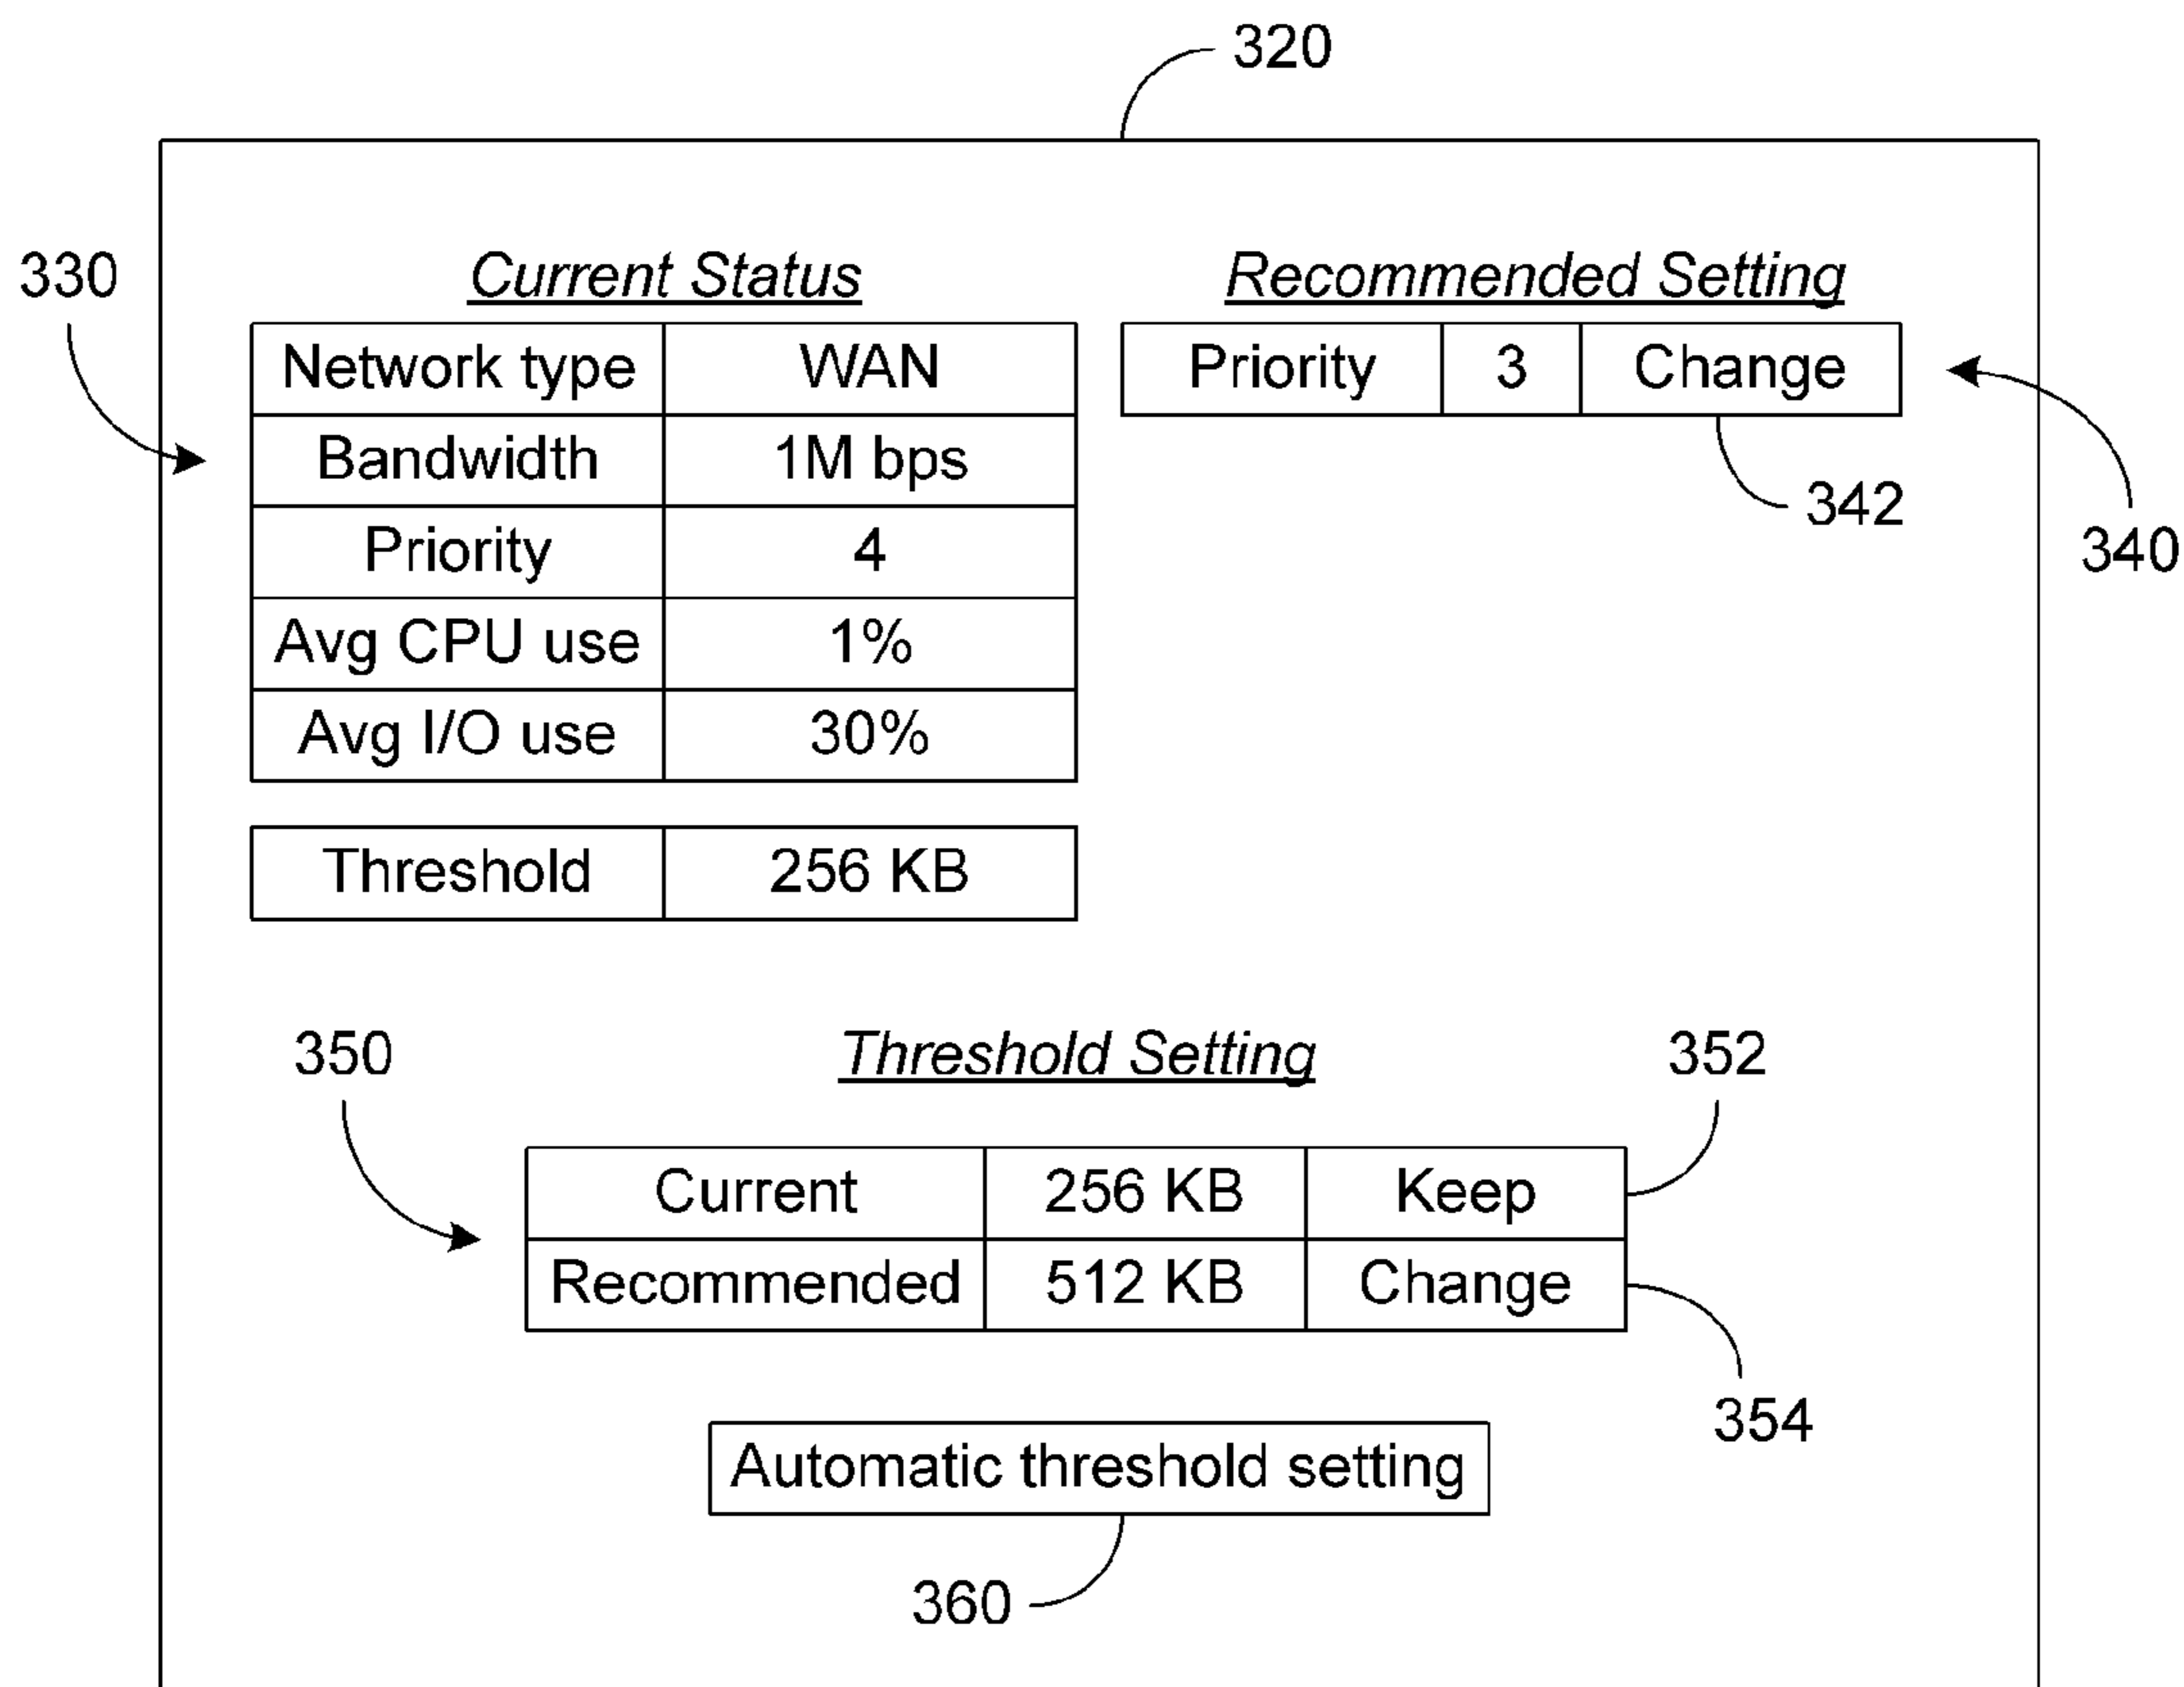 320
330
Current Status
Recommended Setting
Network type WAN
Priority 3 Change
Bandwidth 1M bps
342
340
Priority 4
Avg CPU use 1%
Avg I/O use 30%
Threshold 256 KB
350
Threshold Setting
352
Current 256 KB Keep
Recommended 512 KB Change
354
Automatic threshold setting
360